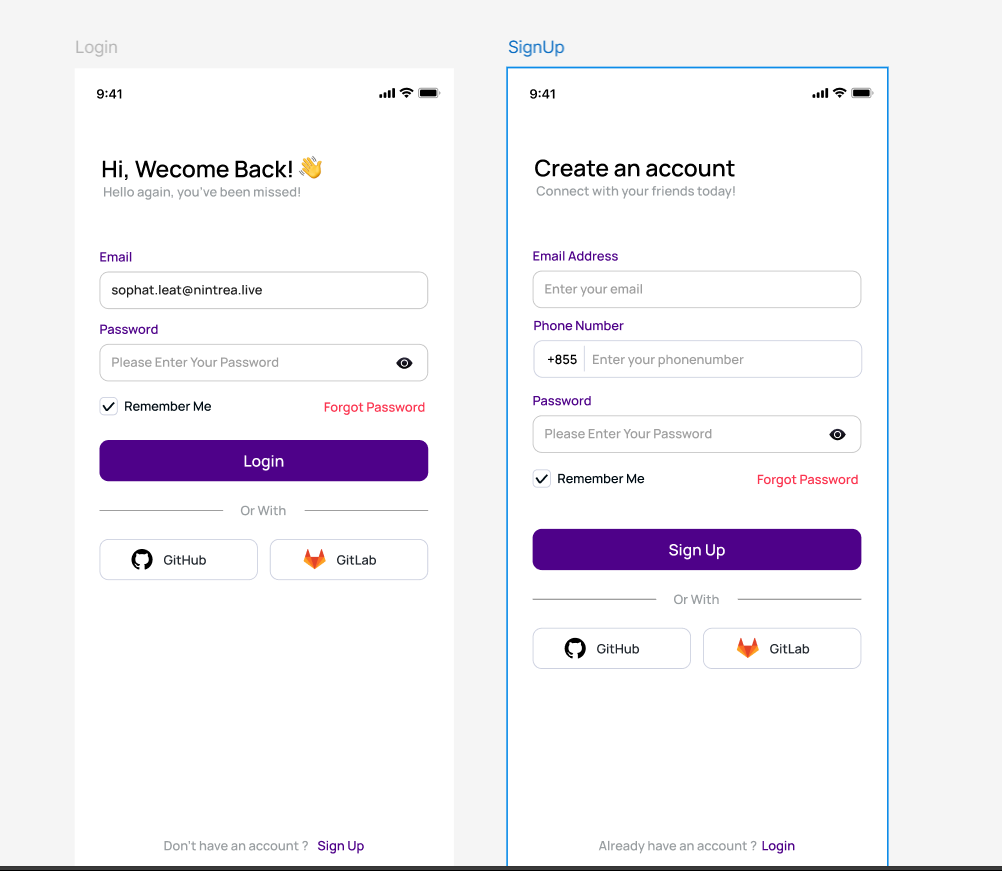 Login
9:41
Hi, Wecome Back! 👋
Hello again, you've been missed!
Email
sophat.leat@nintrea.live
Password
Please Enter Your Password
Remember Me
Forgot Password
Login
Or With
GitHub
GitLab
Don't have an account ? Sign Up
SignUp
9:41
Create an account
Connect with your friends today!
Email Address
Enter your email
Phone Number
+855 Enter your phonenumber
Password
Please Enter Your Password
Remember Me
Forgot Password
Sign Up
Or With
GitHub
GitLab
Already have an account ? Login